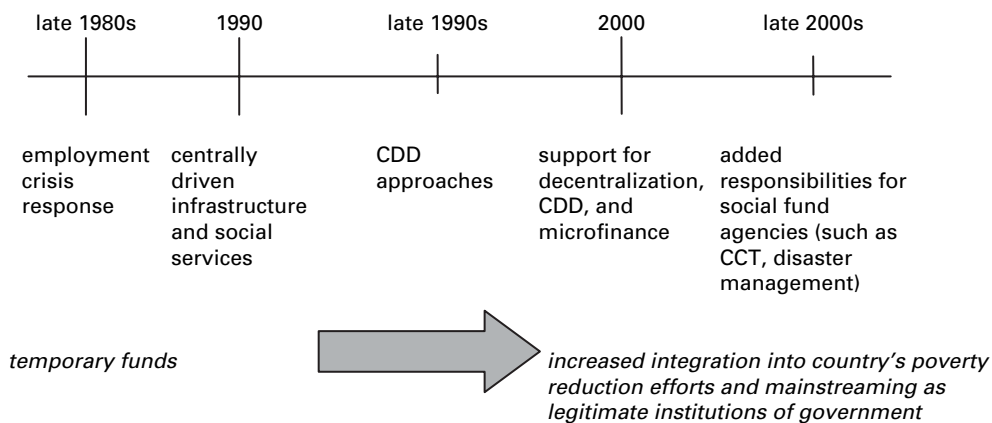 late 1980s
1990
late 1990s
2000
late 2000s
employment
crisis
response
centrally
driven
infrastructure
and social
services
CDD
approaches
support for
decentralization,
CDD, and
microfinance
added
responsibilities for
social fund
agencies (such as
CCT, disaster
management)
temporary funds
increased integration into country’s poverty
reduction efforts and mainstreaming as
legitimate institutions of government